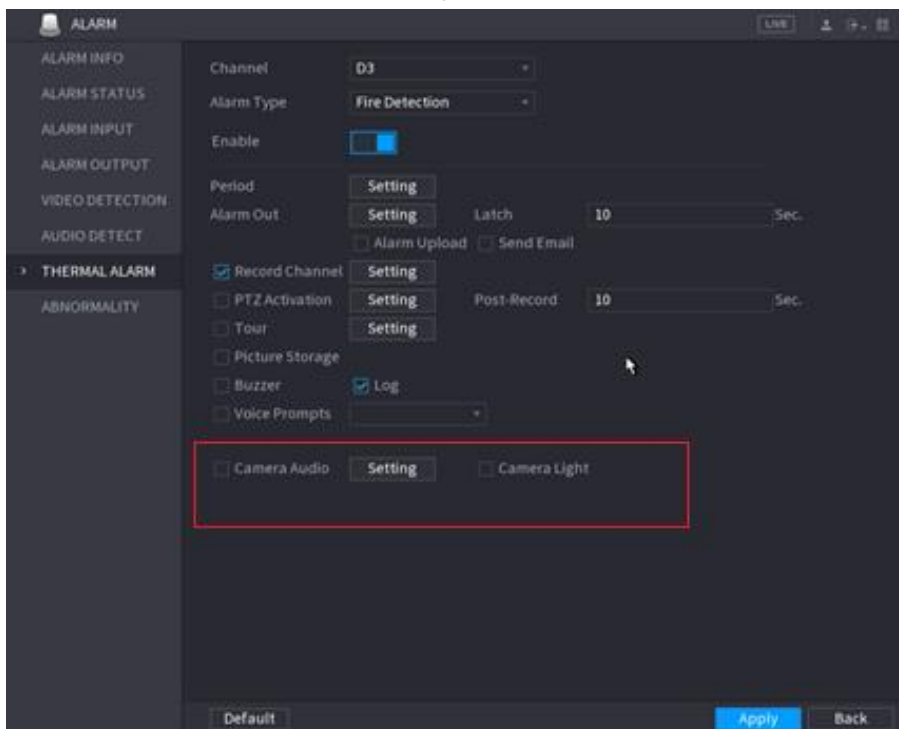 ALARM
LIVE
ALARM INFO
ALARM STATUS
ALARM INPUT
ALARM OUTPUT
VIDEO DETECTION
AUDIO DETECT
THERMAL ALARM
ABNORMALITY
Channel D3
Alarm Type Fire Detection
Enable
Period Setting
Alarm Out Setting Latch 10 Sec.
Alarm Upload Send Email
Record Channel Setting
PTZ Activation Setting Post-Record 10 Sec.
Tour Setting
Picture Storage
Buzzer Log
Voice Prompts
Camera Audio Setting Camera Light
Default Apply Back